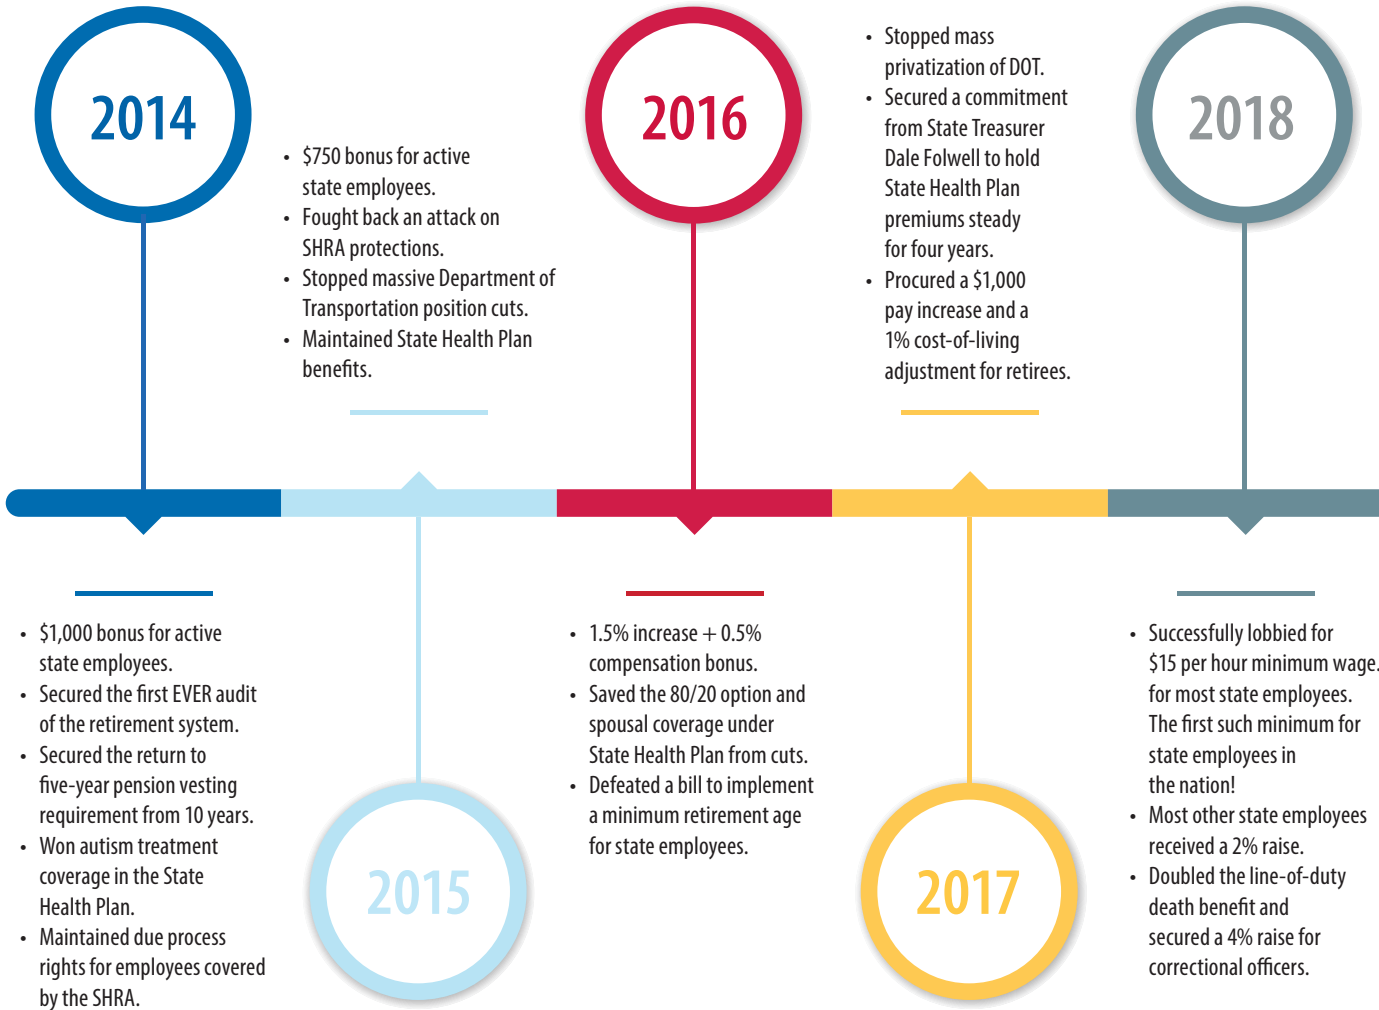 2014
• $1,000 bonus for active
state employees.
• Secured the first EVER audit
of the retirement system.
• Secured the return to
five-year pension vesting
requirement from 10 years.
• Won autism treatment
coverage in the State
Health Plan.
• Maintained due process
rights for employees covered
by the SHRA.
• $750 bonus for active
state employees.
• Fought back an attack on
SHRA protections.
• Stopped massive Department of
Transportation position cuts.
• Maintained State Health Plan
benefits.
2015
2016
• 1.5% increase + 0.5%
compensation bonus.
• Saved the 80/20 option and
spousal coverage under
State Health Plan from cuts.
• Defeated a bill to implement
a minimum retirement age
for state employees.
• Stopped mass
privatization of DOT.
• Secured a commitment
from State Treasurer
Dale Folwell to hold
State Health Plan
premiums steady
for four years.
• Procured a $1,000
pay increase and a
1% cost-of-living
adjustment for retirees.
2017
2018
• Successfully lobbied for
$15 per hour minimum wage.
for most state employees.
The first such minimum for
state employees in
the nation!
• Most other state employees
received a 2% raise.
• Doubled the line-of-duty
death benefit and
secured a 4% raise for
correctional officers.